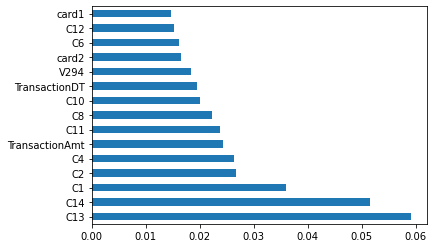 card1
C12
C6
card2
V294
TransactionDT
C10
C8
C11
TransactionAmt
C4
C2
C1
C14
C13
0.00 0.01 0.02 0.03 0.04 0.05 0.06